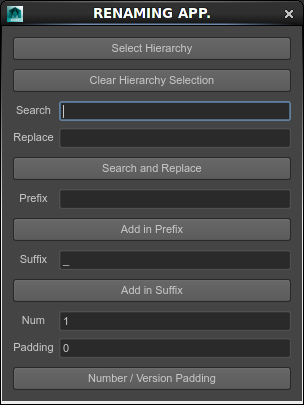 RENAMING APP.
Select Hierarchy
Clear Hierarchy Selection
Search
Replace
Search and Replace
Prefix
Add in Prefix
Suffix _
Add in Suffix
Num 1
Padding 0
Number / Version Padding